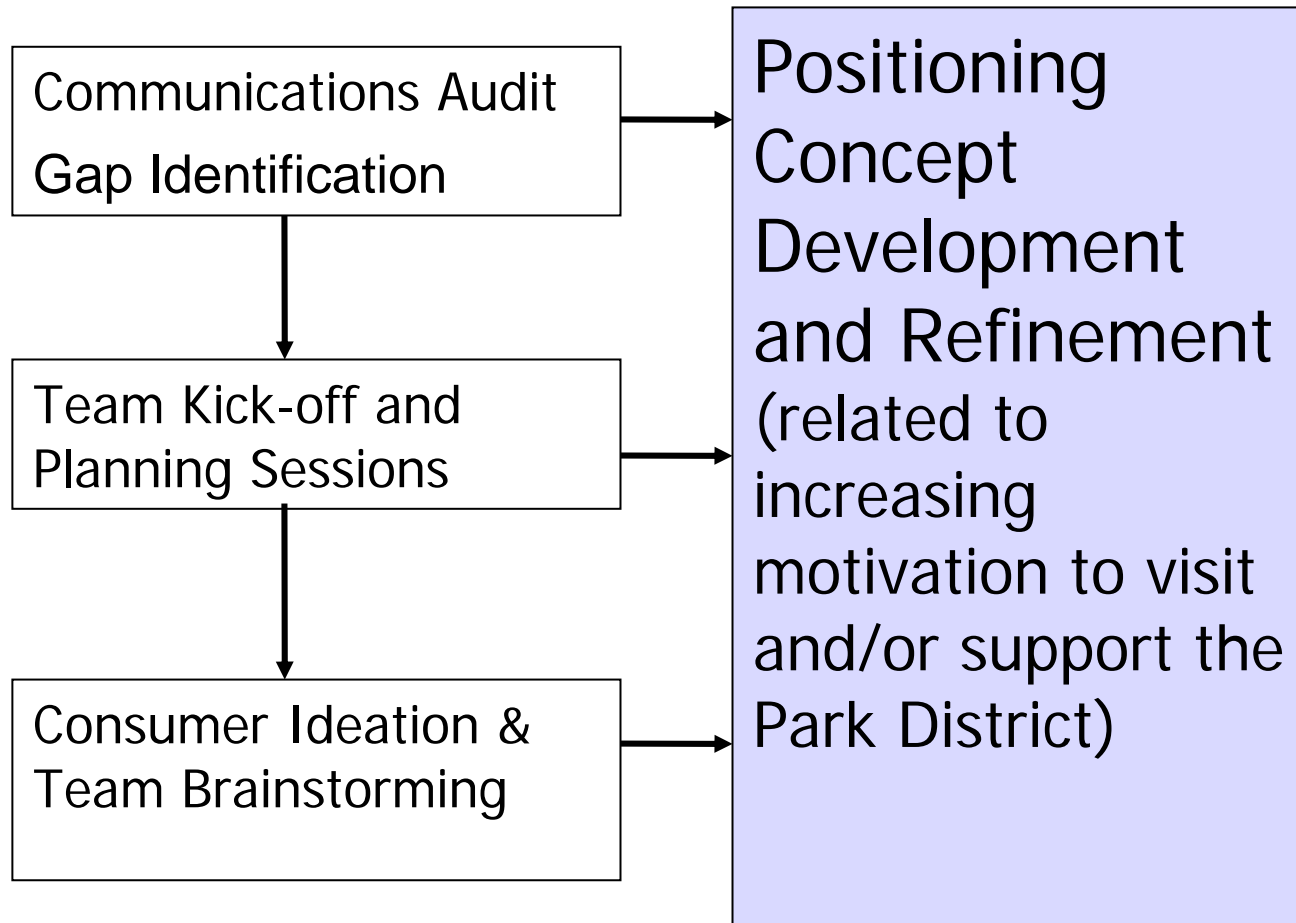 Communications Audit
Gap Identification
Team Kick-off and
Planning Sessions
Consumer Ideation &
Team Brainstorming
Positioning
Concept
Development
and Refinement
(related to
increasing
motivation to visit
and/or support the
Park District)